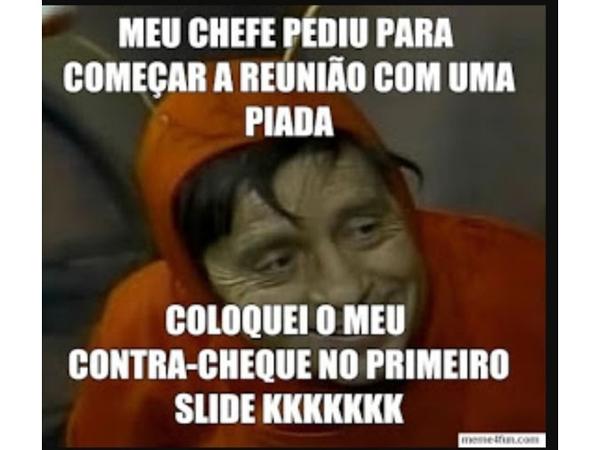 MEU CHEFE PEDIU PARA
COMEÇAR A REUNIÃO COM UMA
PIADA
COLOQUEI O MEU
CONTRA-CHEQUE NO PRIMEIRO
SLIDE KKKKKKK
meme4fun.com